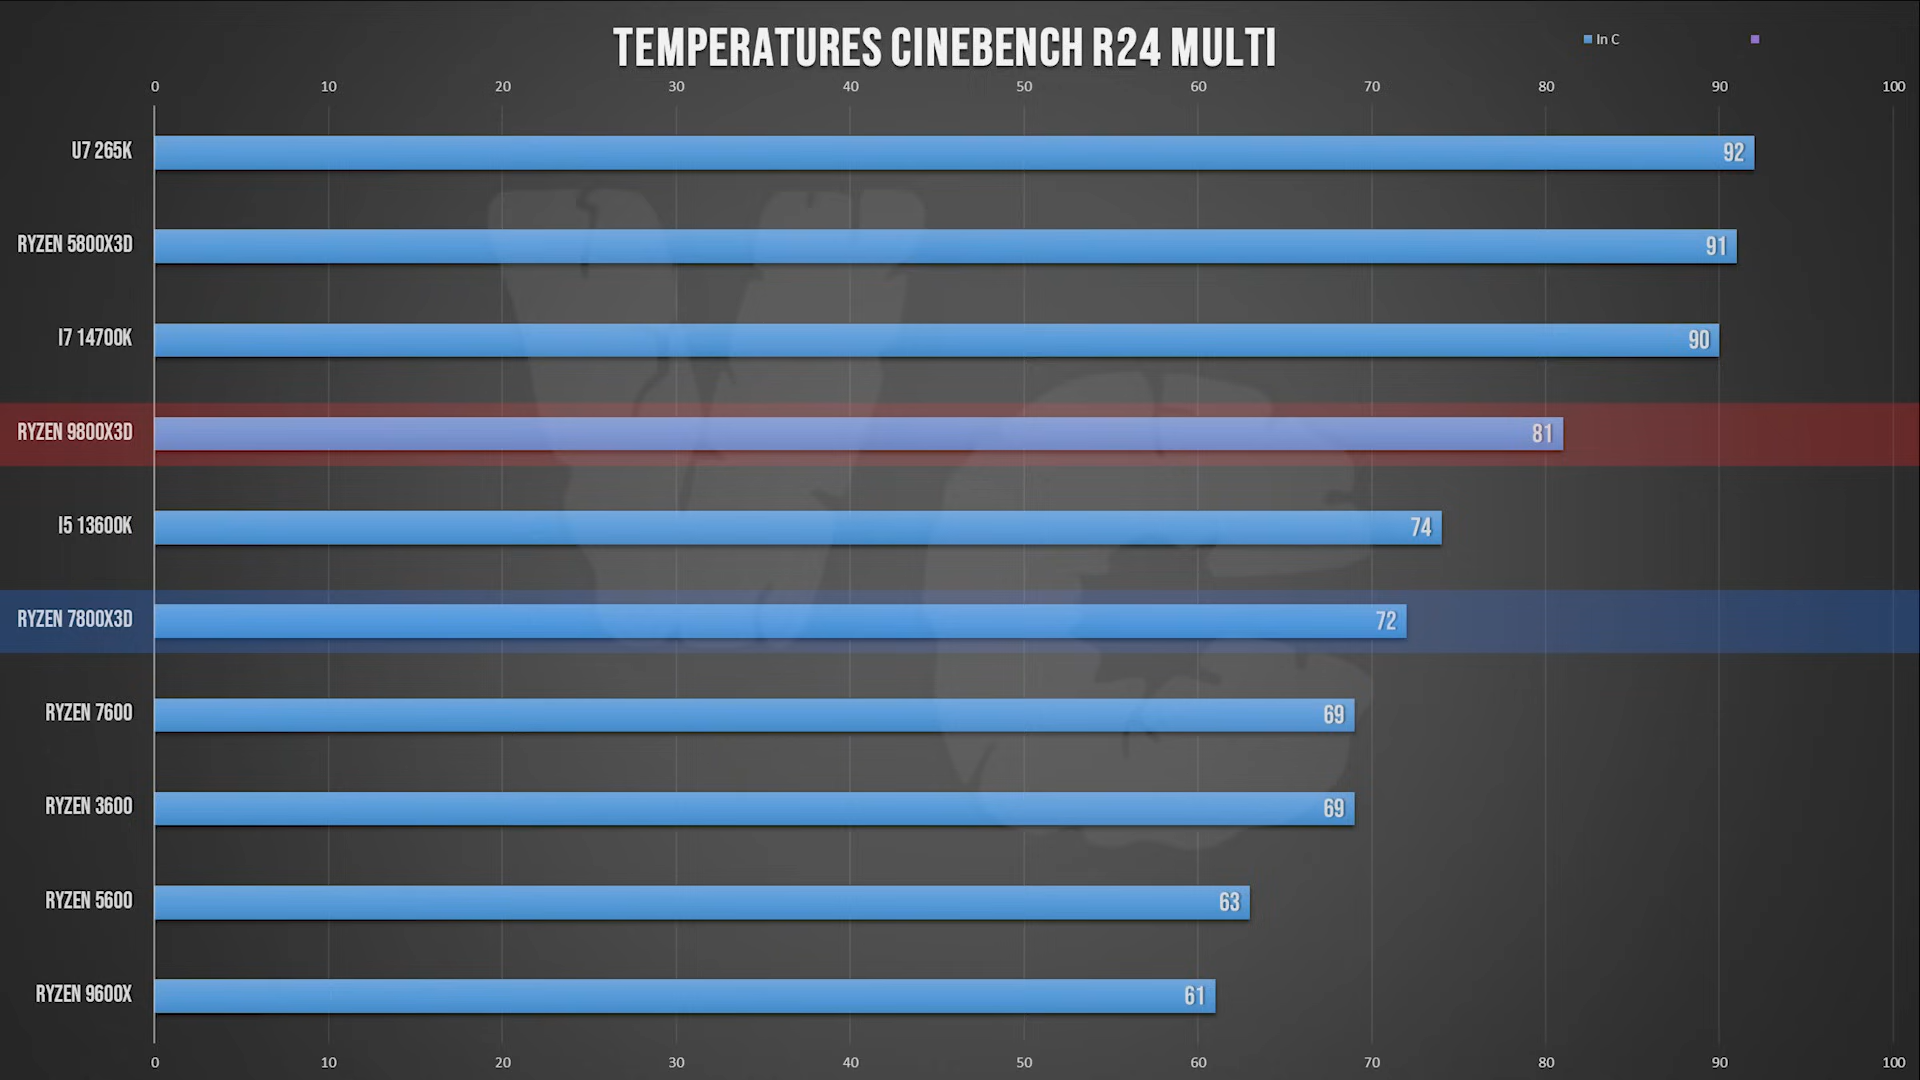 TEMPERATURES CINEBENCH R24 MULTI
In C
0 10 20 30 40 50 60 70 80 90 100
U7 265K 92
RYZEN 5800X3D 91
I7 14700K 90
RYZEN 9800X3D 81
I5 13600K 74
RYZEN 7800X3D 72
RYZEN 7600 69
RYZEN 3600 69
RYZEN 5600 63
RYZEN 9600X 61
0 10 20 30 40 50 60 70 80 90 100